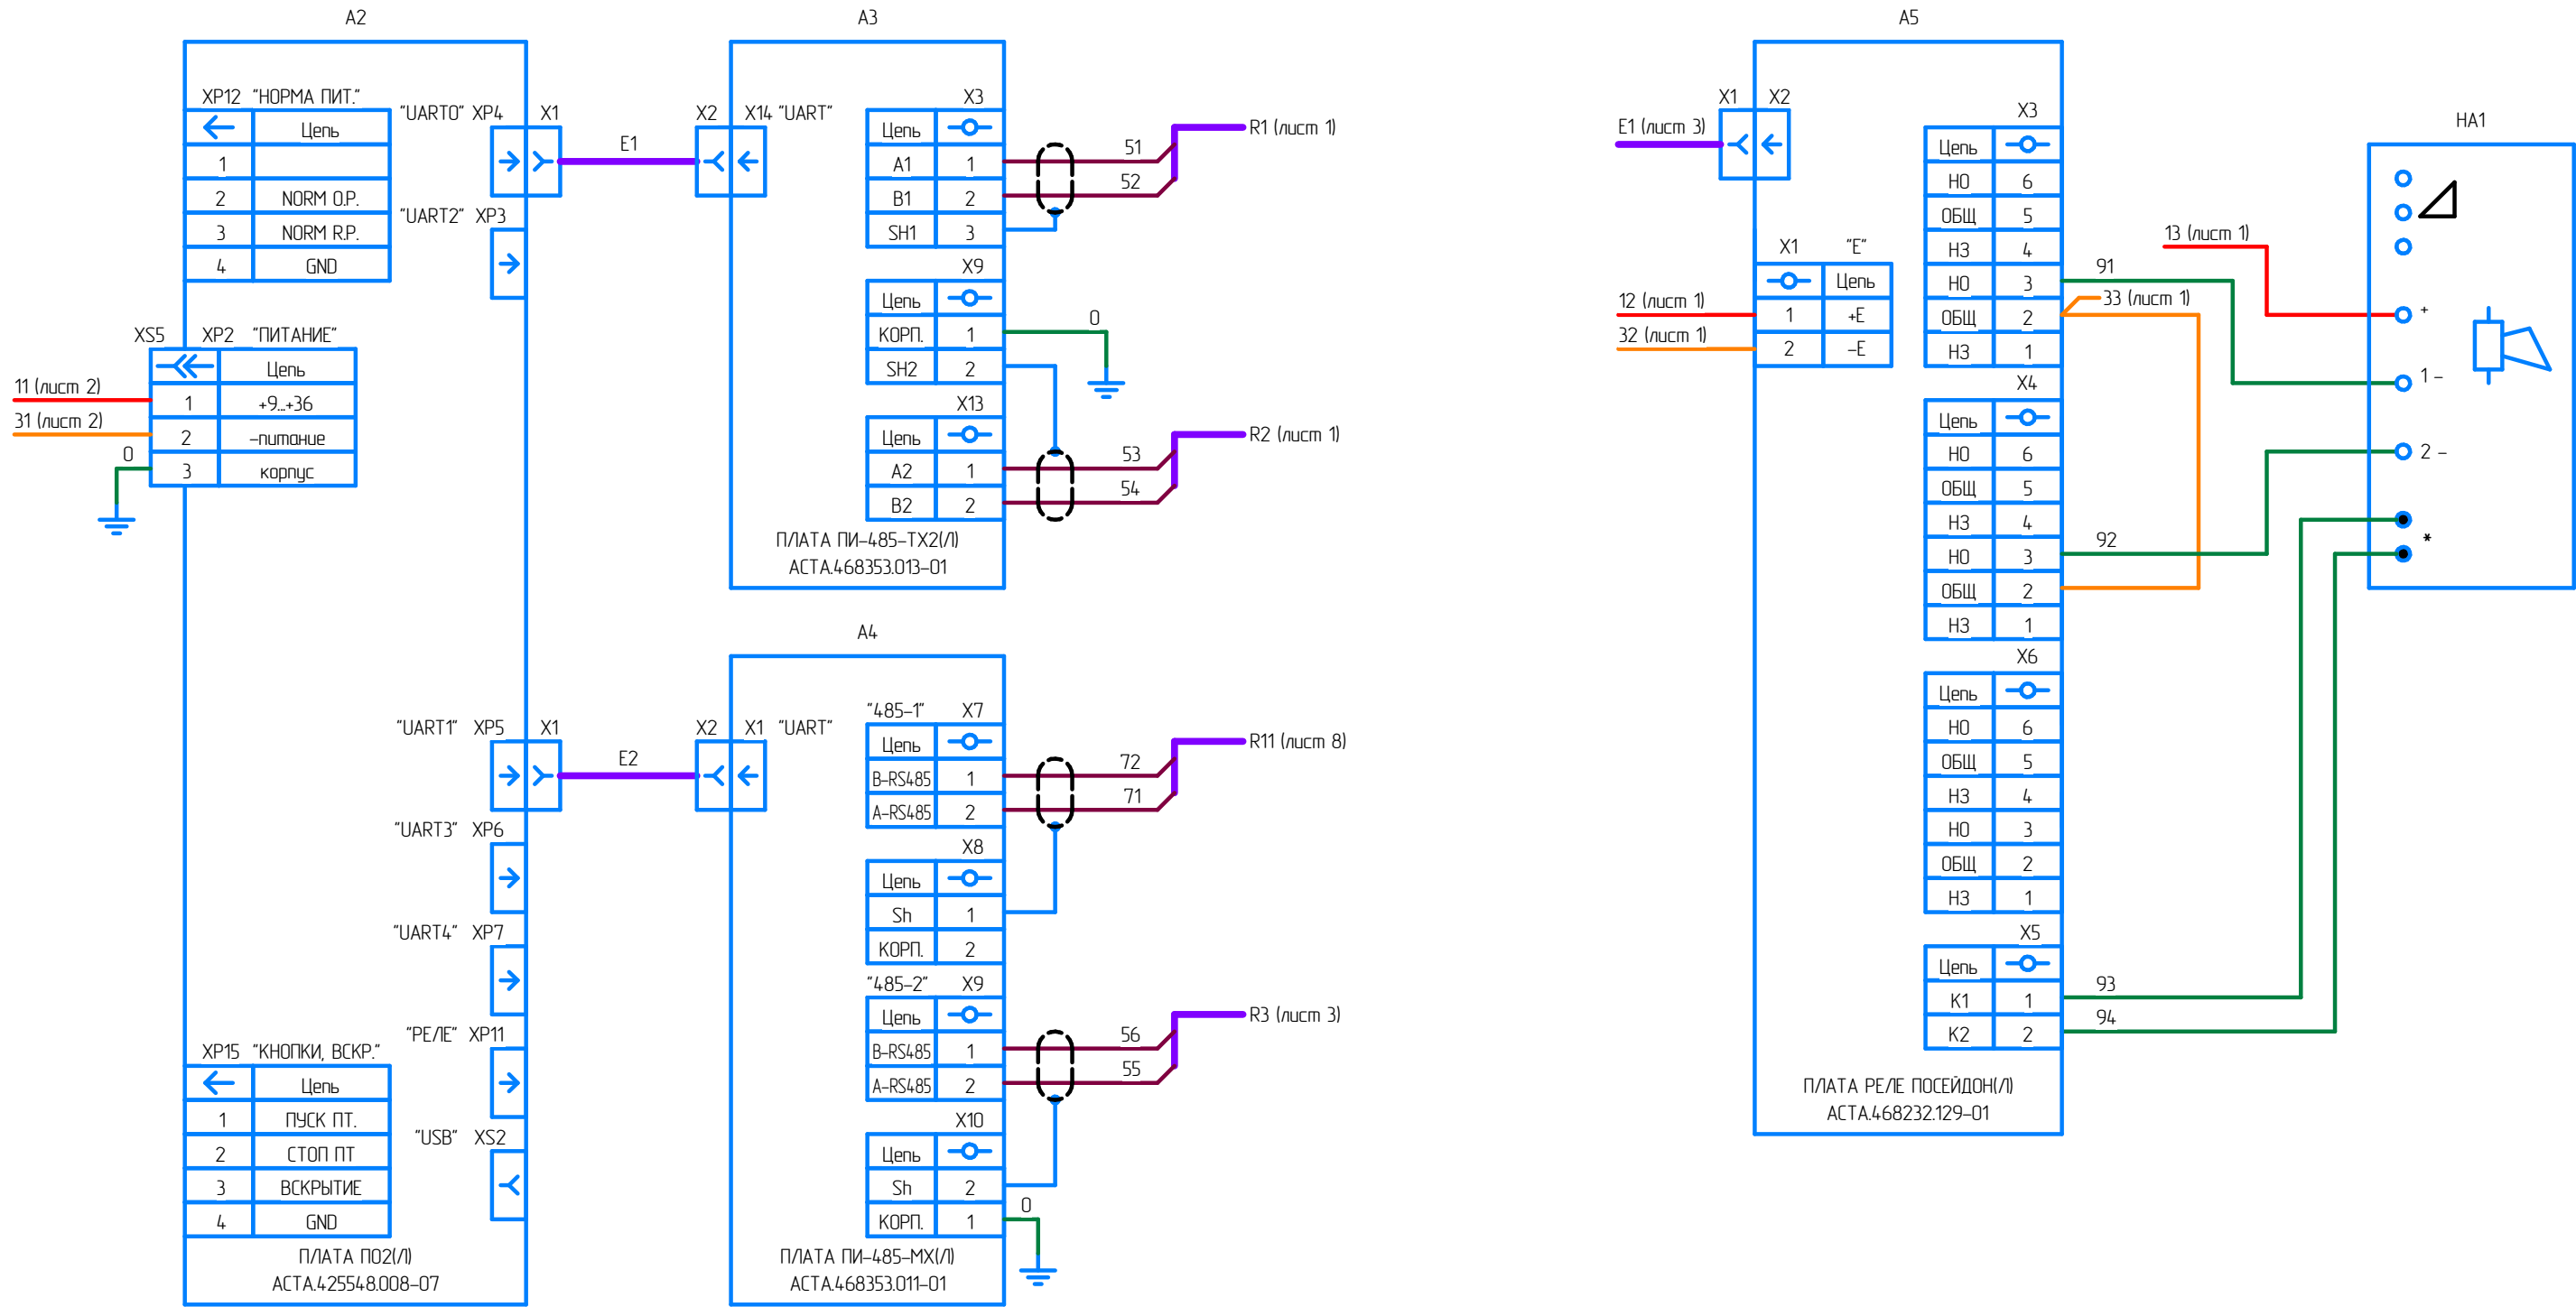 A2
XP12 "НОРМА ПИТ."
Цепь
1
2 NORM O.P.
3 NORM R.P.
4 GND
XS5 XP2 "ПИТАНИЕ"
Цепь
11 (лист 2)
1 +9...+36
31 (лист 2)
2 -питание
0
3 корпус
"UART0" XP4 X1
E1
"UART2" XP3
"UART1" XP5 X1
E2
"UART3" XP6
"UART4" XP7
"РЕЛЕ" XP11
"USB" XS2
XP15 "КНОПКИ, ВСКР."
Цепь
1 ПУСК ПТ.
2 СТОП ПТ
3 ВСКРЫТИЕ
4 GND
ПЛАТА ПО2(Л)
АСТА.425548.008-07
A3
X2 X14 "UART"
X3
Цепь
A1 1 51
B1 2 52
SH1 3
R1 (лист 1)
X9
Цепь
КОРП. 1 0
SH2 2
X13
Цепь
A2 1 53
B2 2 54
R2 (лист 1)
ПЛАТА ПИ-485-ТХ2(Л)
АСТА.468353.013-01
A4
X2 X1 "UART"
"485-1" X7
Цепь
B-RS485 1 72
A-RS485 2 71
R11 (лист 8)
X8
Цепь
Sh 1
КОРП. 2
"485-2" X9
Цепь
B-RS485 1 56
A-RS485 2 55
R3 (лист 3)
X10
Цепь
Sh 2
КОРП. 1 0
ПЛАТА ПИ-485-МХ(Л)
АСТА.468353.011-01
A5
X1 X2
E1 (лист 3)
X1 "E"
Цепь
12 (лист 1)
1 +E
32 (лист 1)
2 -E
X3
Цепь
НО 6
ОБЩ 5
НЗ 4
НО 3 91
ОБЩ 2 33 (лист 1)
НЗ 1
X4
Цепь
НО 6
ОБЩ 5
НЗ 4
НО 3 92
ОБЩ 2
НЗ 1
X6
Цепь
НО 6
ОБЩ 5
НЗ 4
НО 3
ОБЩ 2
НЗ 1
X5
Цепь
K1 1 93
K2 2 94
ПЛАТА РЕЛЕ ПОСЕЙДОН(Л)
АСТА.468232.129-01
HA1
13 (лист 1)
+
1 -
2 -
*